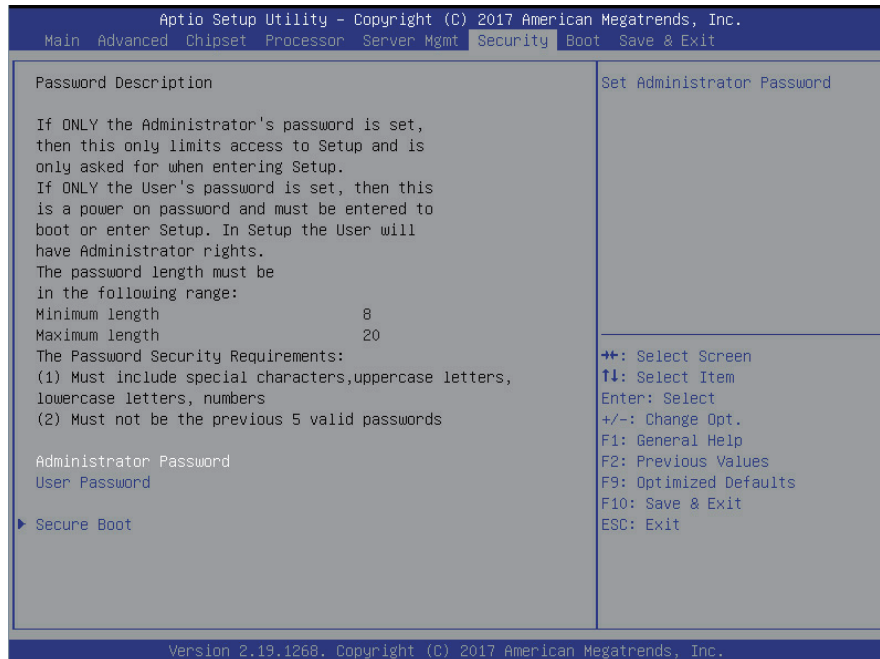 Aptio Setup Utility – Copyright (C) 2017 American Megatrends, Inc.
Main Advanced Chipset Processor Server Mgmt Security Boot Save & Exit
Password Description
If ONLY the Administrator's password is set,
then this only limits access to Setup and is
only asked for when entering Setup.
If ONLY the User's password is set, then this
is a power on password and must be entered to
boot or enter Setup. In Setup the User will
have Administrator rights.
The password length must be
in the following range:
Minimum length 8
Maximum length 20
The Password Security Requirements:
(1) Must include special characters,uppercase letters,
lowercase letters, numbers
(2) Must not be the previous 5 valid passwords
Administrator Password
User Password
Secure Boot
Set Administrator Password
→←: Select Screen
↑↓: Select Item
Enter: Select
+/-: Change Opt.
F1: General Help
F2: Previous Values
F9: Optimized Defaults
F10: Save & Exit
ESC: Exit
Version 2.19.1268. Copyright (C) 2017 American Megatrends, Inc.